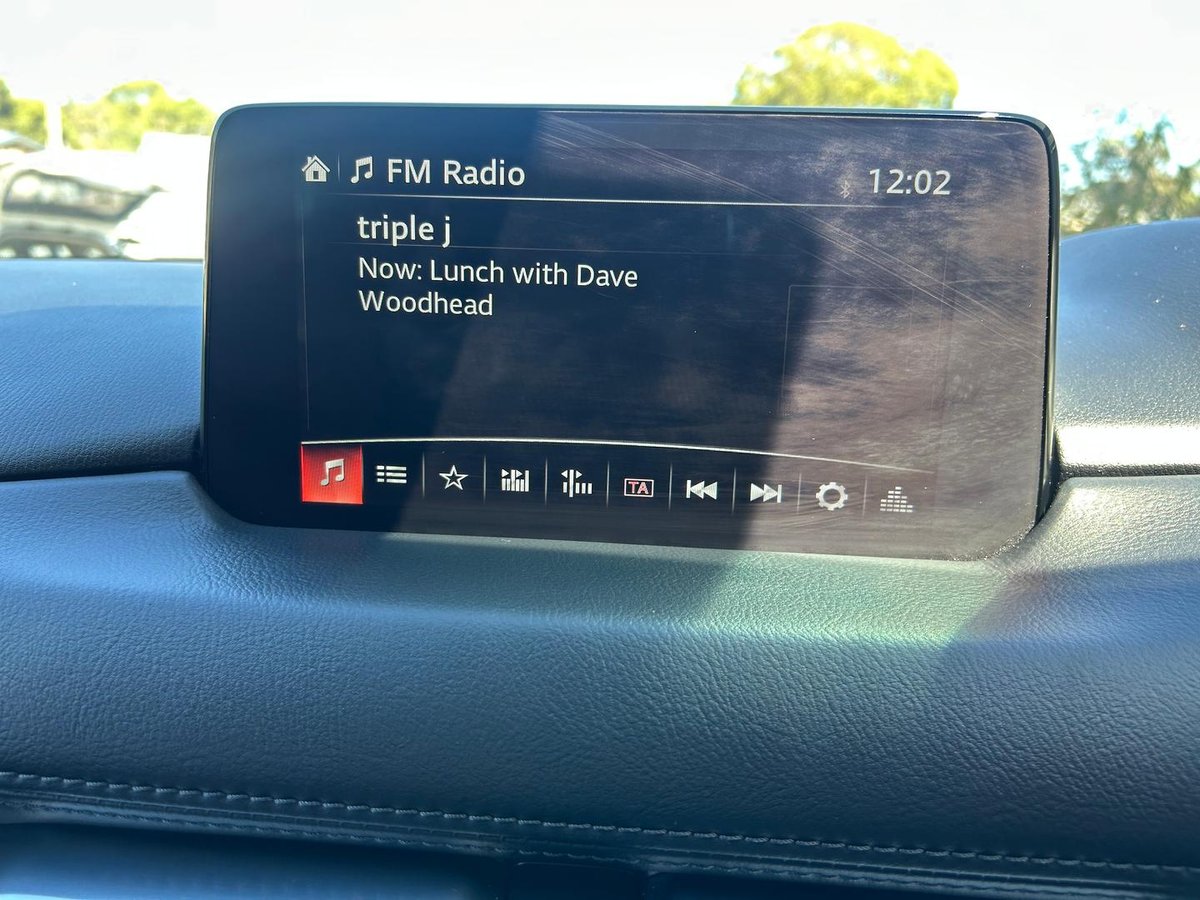 FM Radio
12:02
triple j
Now: Lunch with Dave
Woodhead
TA